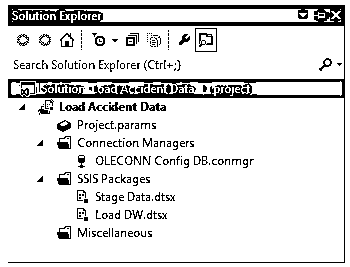 Solution Explorer
Search Solution Explorer (Ctrl+;)
Solution 'Load Accident Data' (1 project)
Load Accident Data
Project.params
Connection Managers
OLECONN Config DB.conmgr
SSIS Packages
Stage Data.dtsx
Load DW.dtsx
Miscellaneous